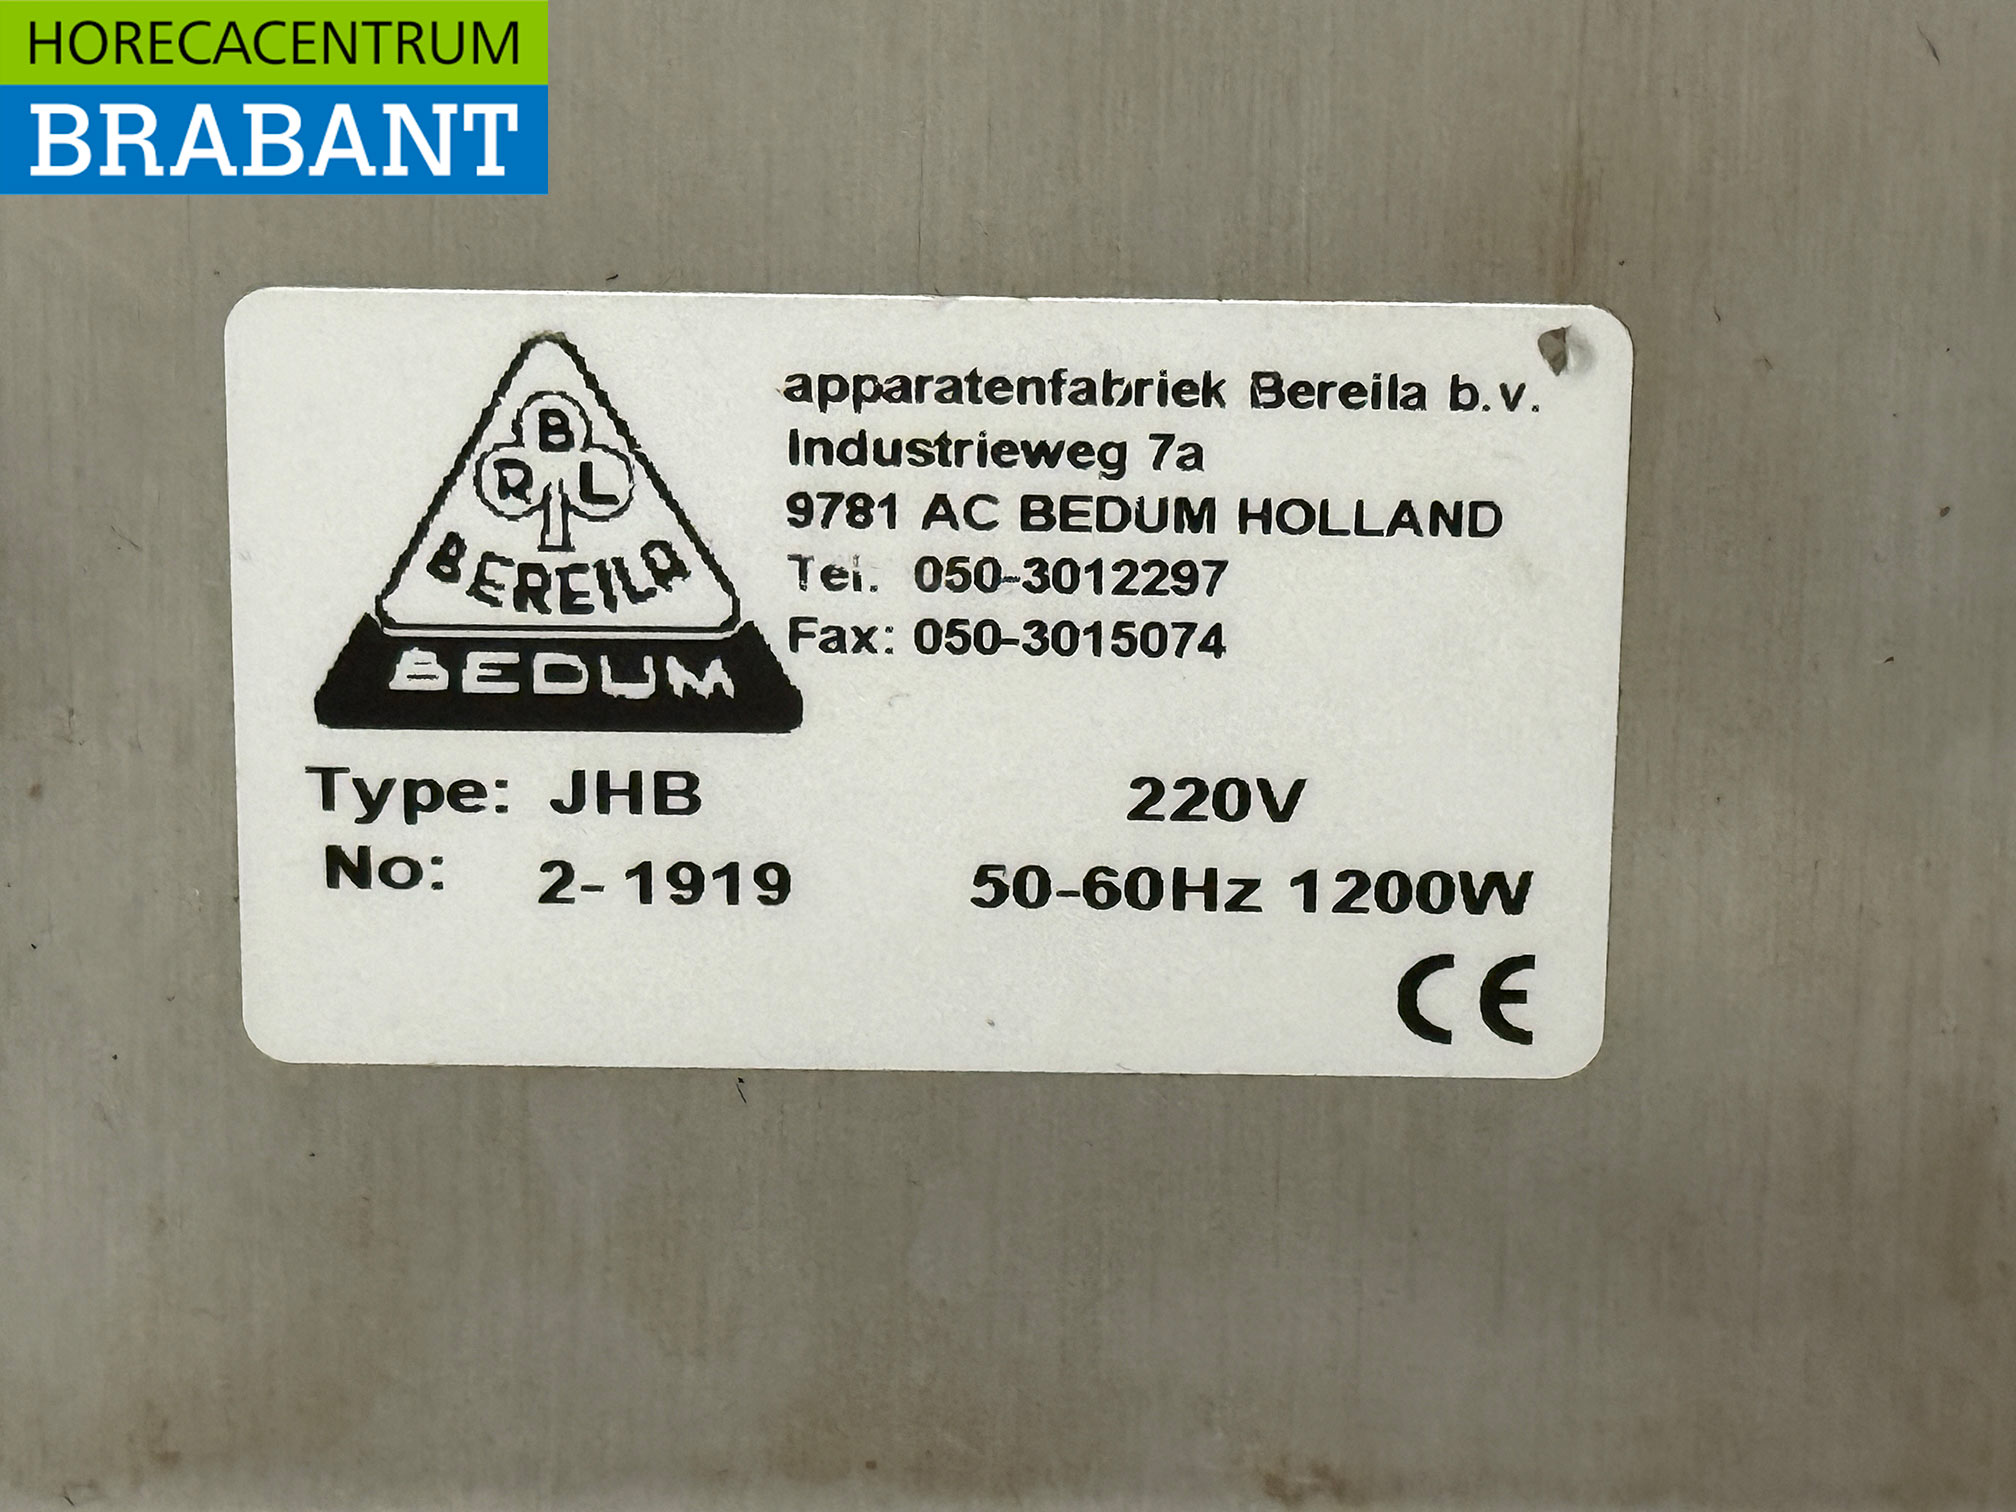 HORECACENTRUM
BRABANT
B
R L
BEREILA
BEDUM
apparatenfabriek Bereila b.v.
Industrieweg 7a
9781 AC BEDUM HOLLAND
Tel. 050-3012297
Fax: 050-3015074
Type: JHB 220V
No: 2-1919 50-60Hz 1200W
CE